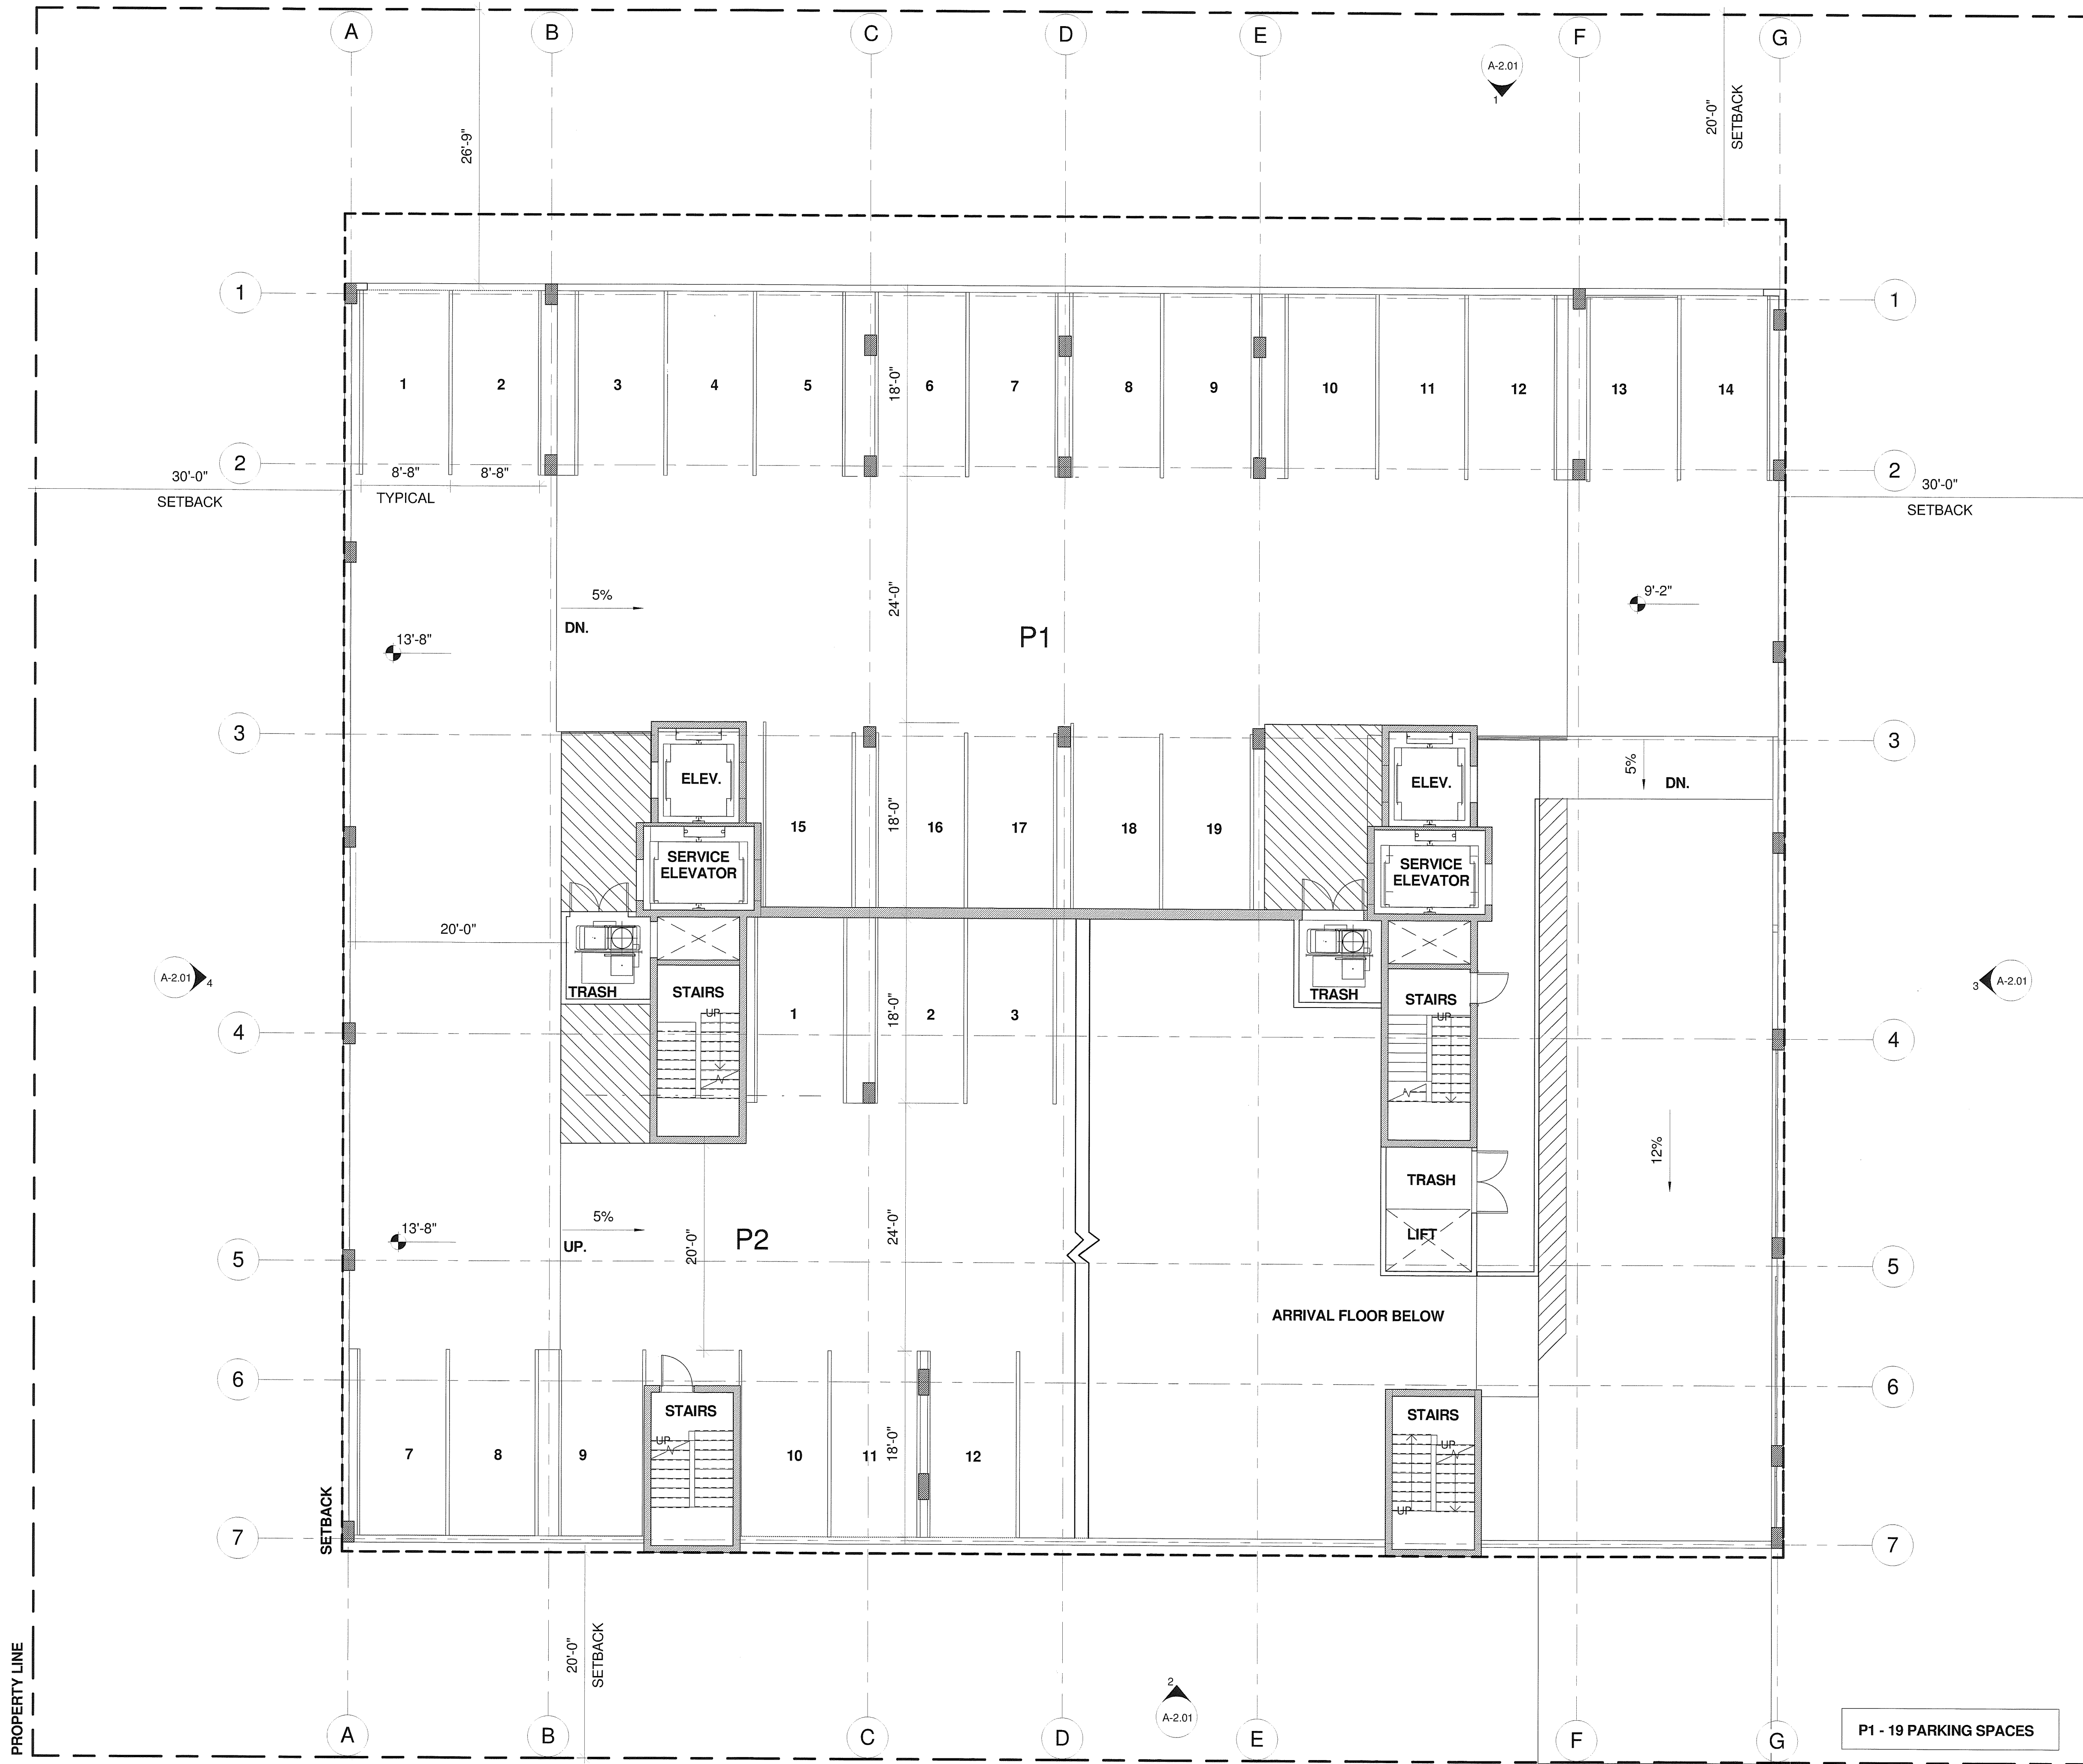 A B C D E F G
A-2.01
1
26'-9"
20'-0"
SETBACK
1 1
1 2 3 4 5 6 7 8 9 10 11 12 13 14
18'-0"
2 2
30'-0"
SETBACK
8'-8" 8'-8"
TYPICAL
30'-0"
SETBACK
5%
DN.
24'-0"
9'-2"
13'-8"
P1
3 3
ELEV.
ELEV.
5%
DN.
15 16 17 18 19
18'-0"
SERVICE
ELEVATOR
SERVICE
ELEVATOR
20'-0"
A-2.01
4
TRASH
STAIRS
UP
1 2 3
18'-0"
TRASH
STAIRS
UP
3
A-2.01
4 4
12%
TRASH
LIFT
13'-8"
5%
UP.
20'-0"
P2
24'-0"
5 5
ARRIVAL FLOOR BELOW
6 6
STAIRS
UP
STAIRS
UP
UP
7 8 9 10 11 12
18'-0"
SETBACK
7 7
20'-0"
SETBACK
PROPERTY LINE
2
A-2.01
A B C D E F G
P1 - 19 PARKING SPACES